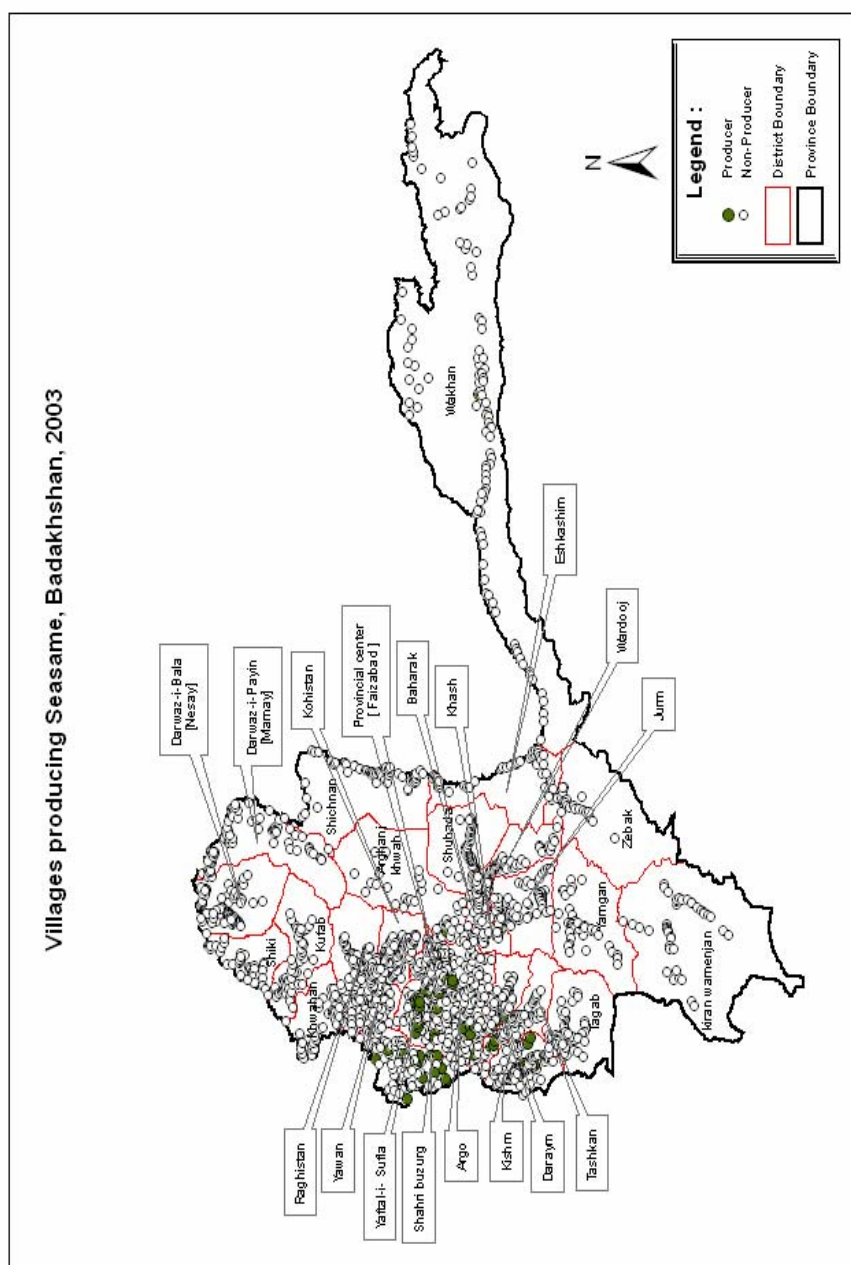 Villages producing Seasame, Badakhshan, 2003
Darwaz-i-Bala
[Nesay]
Darwaz-i-Payin
[Mamay]
Kohistan
Provincial center
[ Faizabad ]
Baharak
Khash
Eshkashim
Wardooj
Jurm
Raghistan
Yawan
Yaftal-i- Sufla
Shahri buzurg
Argo
Kishm
Daraym
Tashkan
Shiki
Kufab
Khwahan
Shichnan
Arghanj
khwah
Shuhada
Zebak
Yamgan
Tagab
kiran wamenjan
Wakhan
N
Legend :
Producer
Non-Producer
District Boundary
Province Boundary